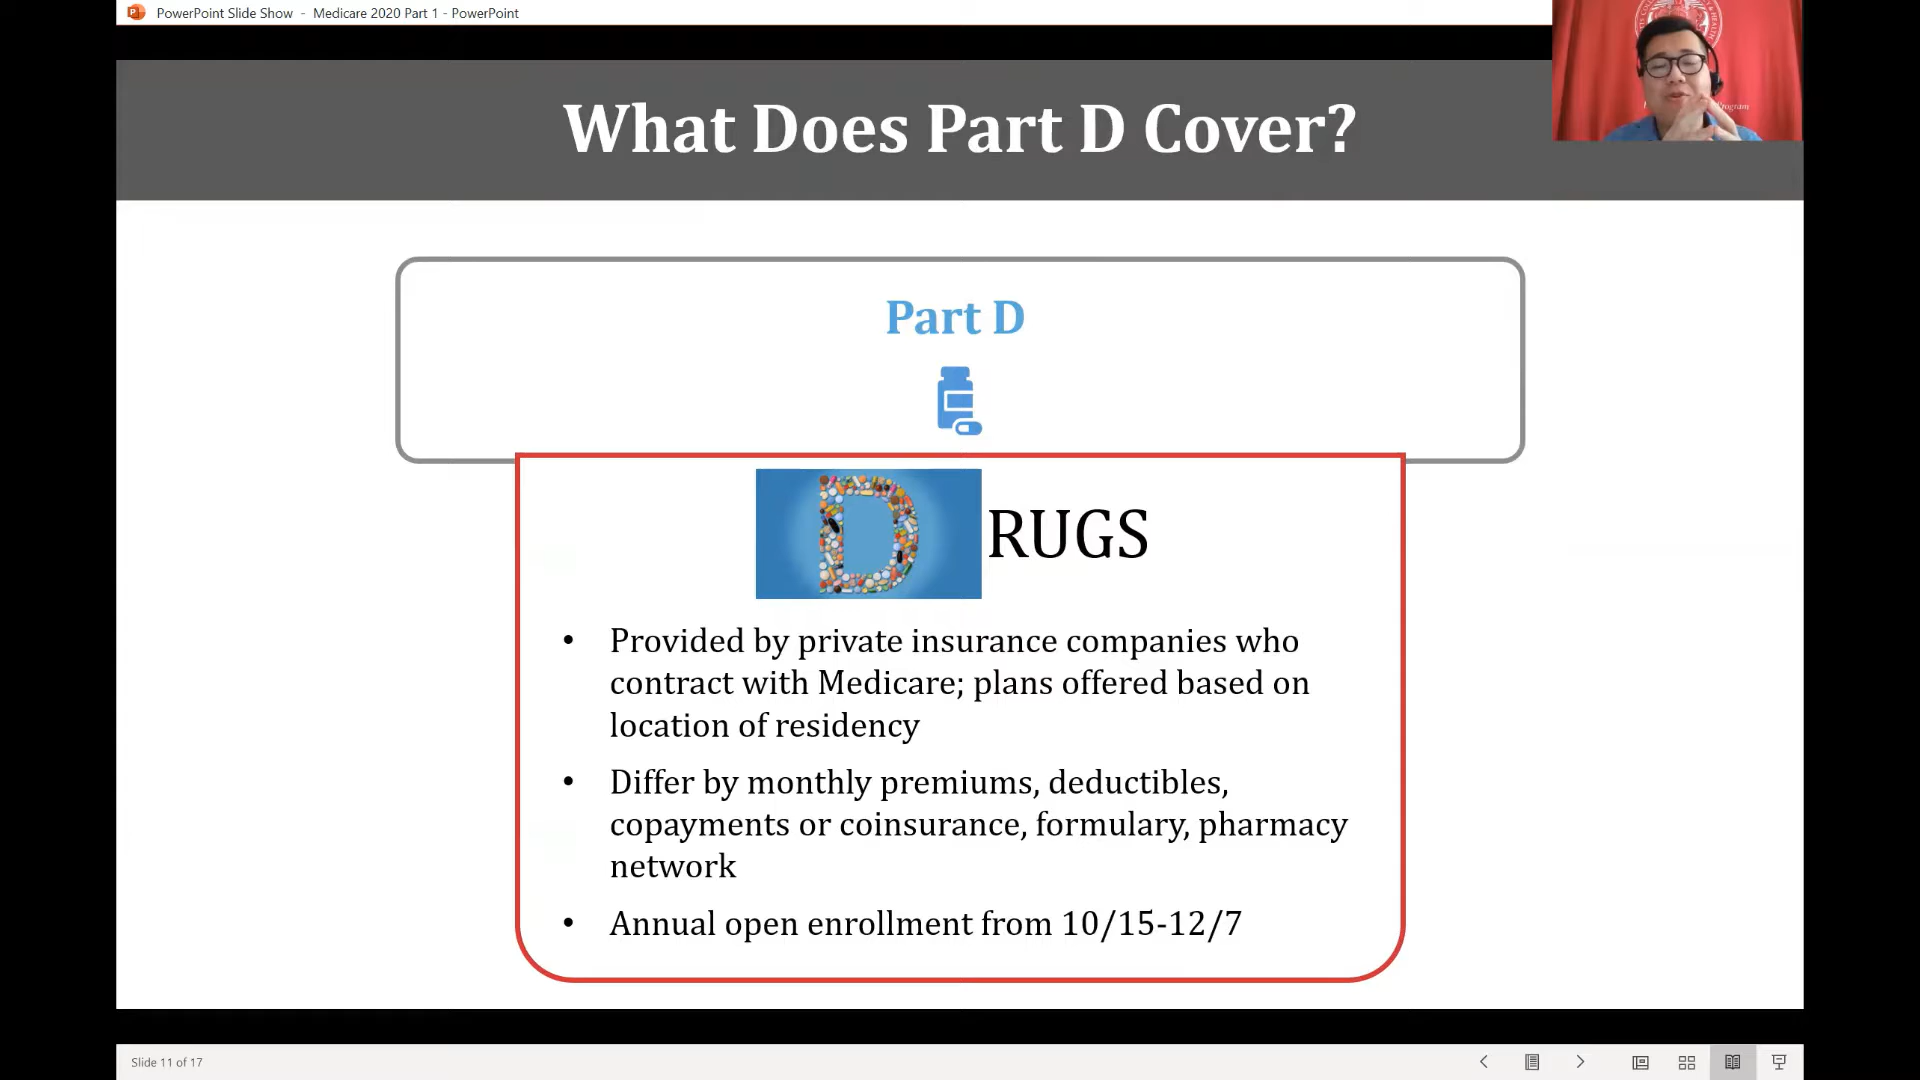 PowerPoint Slide Show - Medicare 2020 Part 1 - PowerPoint
What Does Part D Cover?
Program
Part D
DRUGS
• Provided by private insurance companies who
contract with Medicare; plans offered based on
location of residency
• Differ by monthly premiums, deductibles,
copayments or coinsurance, formulary, pharmacy
network
• Annual open enrollment from 10/15-12/7
Slide 11 of 17